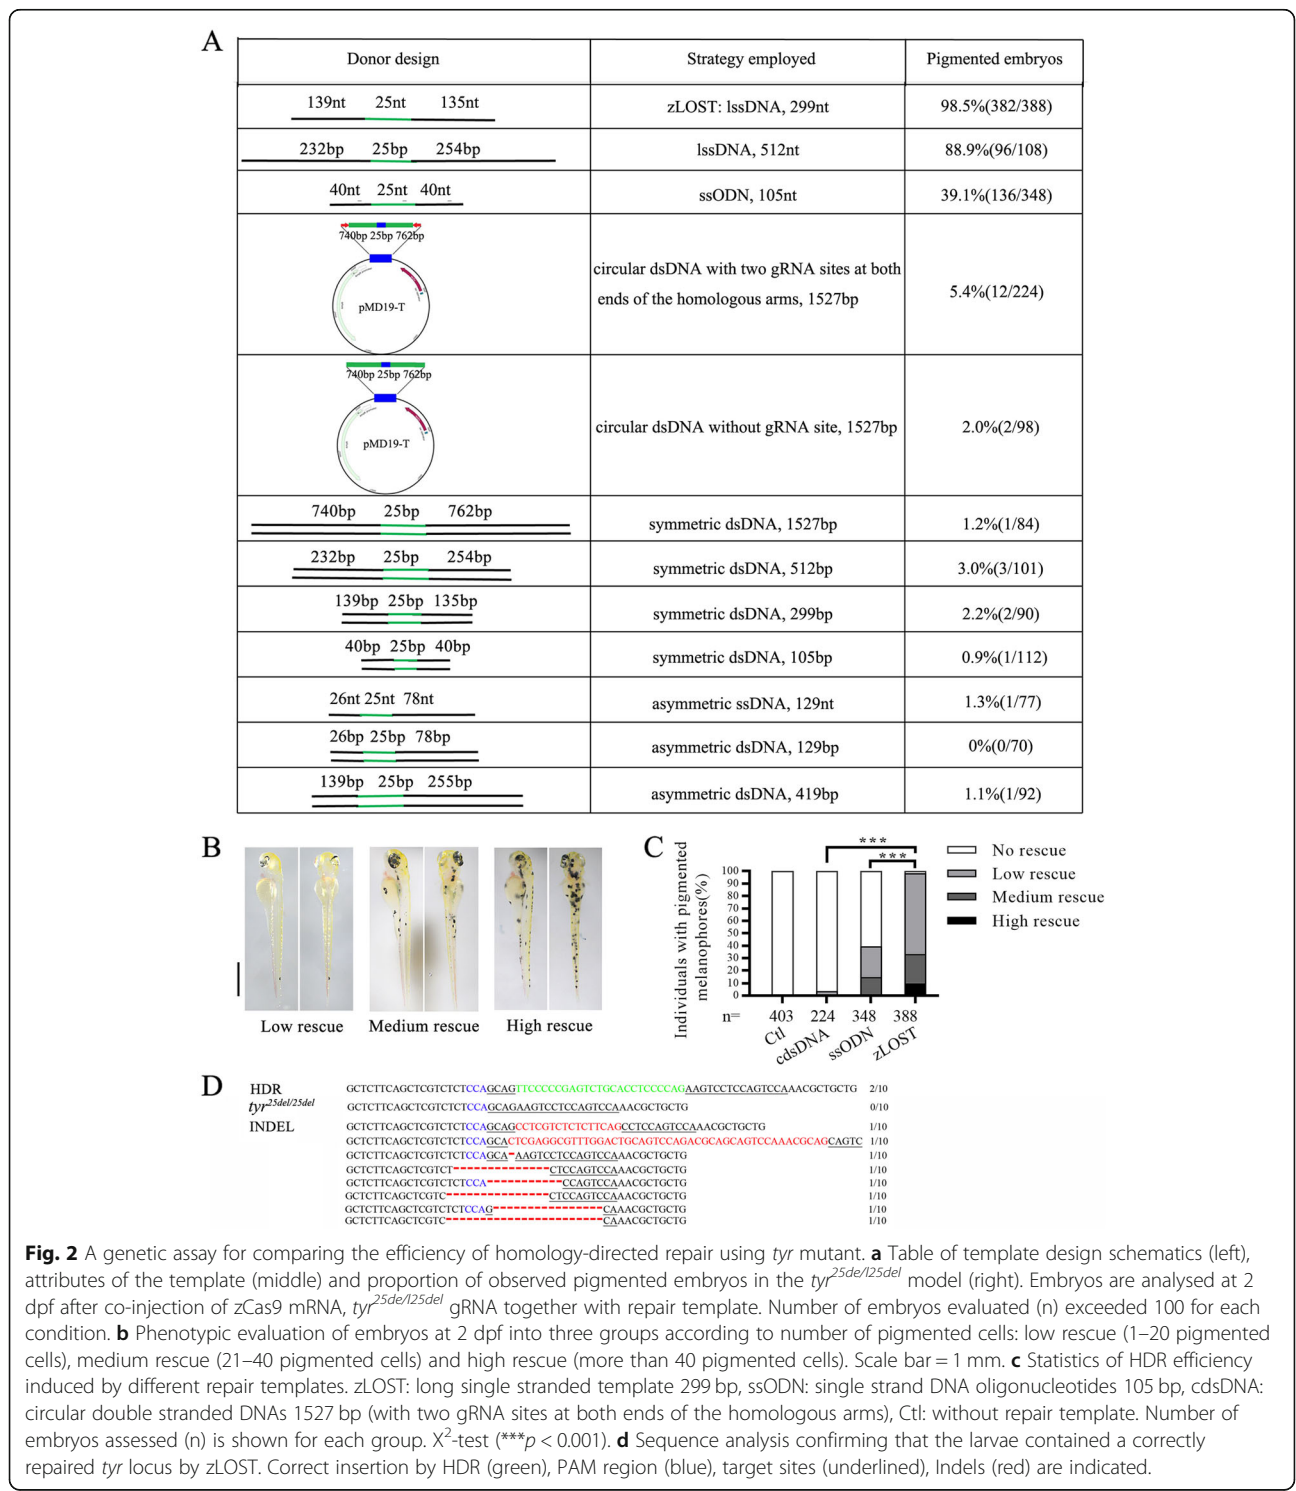 A
Donor design Strategy employed Pigmented embryos
139nt 25nt 135nt
zLOST: lssDNA, 299nt 98.5%(382/388)
232bp 25bp 254bp
lssDNA, 512nt 88.9%(96/108)
40nt 25nt 40nt
ssODN, 105nt 39.1%(136/348)
740bp 25bp 762bp
pMD19-T
circular dsDNA with two gRNA sites at both
ends of the homologous arms, 1527bp
5.4%(12/224)
740bp 25bp 762bp
pMD19-T
circular dsDNA without gRNA site, 1527bp 2.0%(2/98)
740bp 25bp 762bp
symmetric dsDNA, 1527bp 1.2%(1/84)
232bp 25bp 254bp
symmetric dsDNA, 512bp 3.0%(3/101)
139bp 25bp 135bp
symmetric dsDNA, 299bp 2.2%(2/90)
40bp 25bp 40bp
symmetric dsDNA, 105bp 0.9%(1/112)
26nt 25nt 78nt
asymmetric ssDNA, 129nt 1.3%(1/77)
26bp 25bp 78bp
asymmetric dsDNA, 129bp 0%(0/70)
139bp 25bp 255bp
asymmetric dsDNA, 419bp 1.1%(1/92)
B
Low rescue Medium rescue High rescue
C
Individuals with pigmented
melanophores(%)
100
90
80
70
60
50
40
30
20
10
0
***
***
No rescue
Low rescue
Medium rescue
High rescue
n= 403 224 348 388
Ctl cdsDNA ssODN zLOST
D
HDR GCTCTTCAGCTCGTCTCTCCAGCAGTTCCCCCGAGTCTGCACCTCCCCAGAAGTCCTCCAGTCCAAACGCTGCTG 2/10
tyr25del/25del GCTCTTCAGCTCGTCTCTCCAGCAGAAGTCCTCCAGTCCAAACGCTGCTG 0/10
INDEL GCTCTTCAGCTCGTCTCTCCAGCAGCCTCGTCTCTCTTCAGCCTCCAGTCCAAACGCTGCTG 1/10
GCTCTTCAGCTCGTCTCTCCAGCACTCGAGGCGTTTGGACTGCAGTCCAGACGCAGCAGTCCAAACGCAGCAGTC 1/10
GCTCTTCAGCTCGTCTCTCCAGCA-AAGTCCTCCAGTCCAAACGCTGCTG 1/10
GCTCTTCAGCTCGTCT--------------CTCCAGTCCAAACGCTGCTG 1/10
GCTCTTCAGCTCGTCTCTCCA-----------CCAGTCCAAACGCTGCTG 1/10
GCTCTTCAGCTCGTC---------------CTCCAGTCCAAACGCTGCTG 1/10
GCTCTTCAGCTCGTCTCTCCAG----------------CAAACGCTGCTG 1/10
GCTCTTCAGCTCGTC-----------------------CAAACGCTGCTG 1/10
Fig. 2 A genetic assay for comparing the efficiency of homology-directed repair using tyr mutant. a Table of template design schematics (left),
attributes of the template (middle) and proportion of observed pigmented embryos in the tyr25de/l25del model (right). Embryos are analysed at 2
dpf after co-injection of zCas9 mRNA, tyr25de/l25del gRNA together with repair template. Number of embryos evaluated (n) exceeded 100 for each
condition. b Phenotypic evaluation of embryos at 2 dpf into three groups according to number of pigmented cells: low rescue (1–20 pigmented
cells), medium rescue (21–40 pigmented cells) and high rescue (more than 40 pigmented cells). Scale bar = 1 mm. c Statistics of HDR efficiency
induced by different repair templates. zLOST: long single stranded template 299 bp, ssODN: single strand DNA oligonucleotides 105 bp, cdsDNA:
circular double stranded DNAs 1527 bp (with two gRNA sites at both ends of the homologous arms), Ctl: without repair template. Number of
embryos assessed (n) is shown for each group. X2-test (***p < 0.001). d Sequence analysis confirming that the larvae contained a correctly
repaired tyr locus by zLOST. Correct insertion by HDR (green), PAM region (blue), target sites (underlined), Indels (red) are indicated.